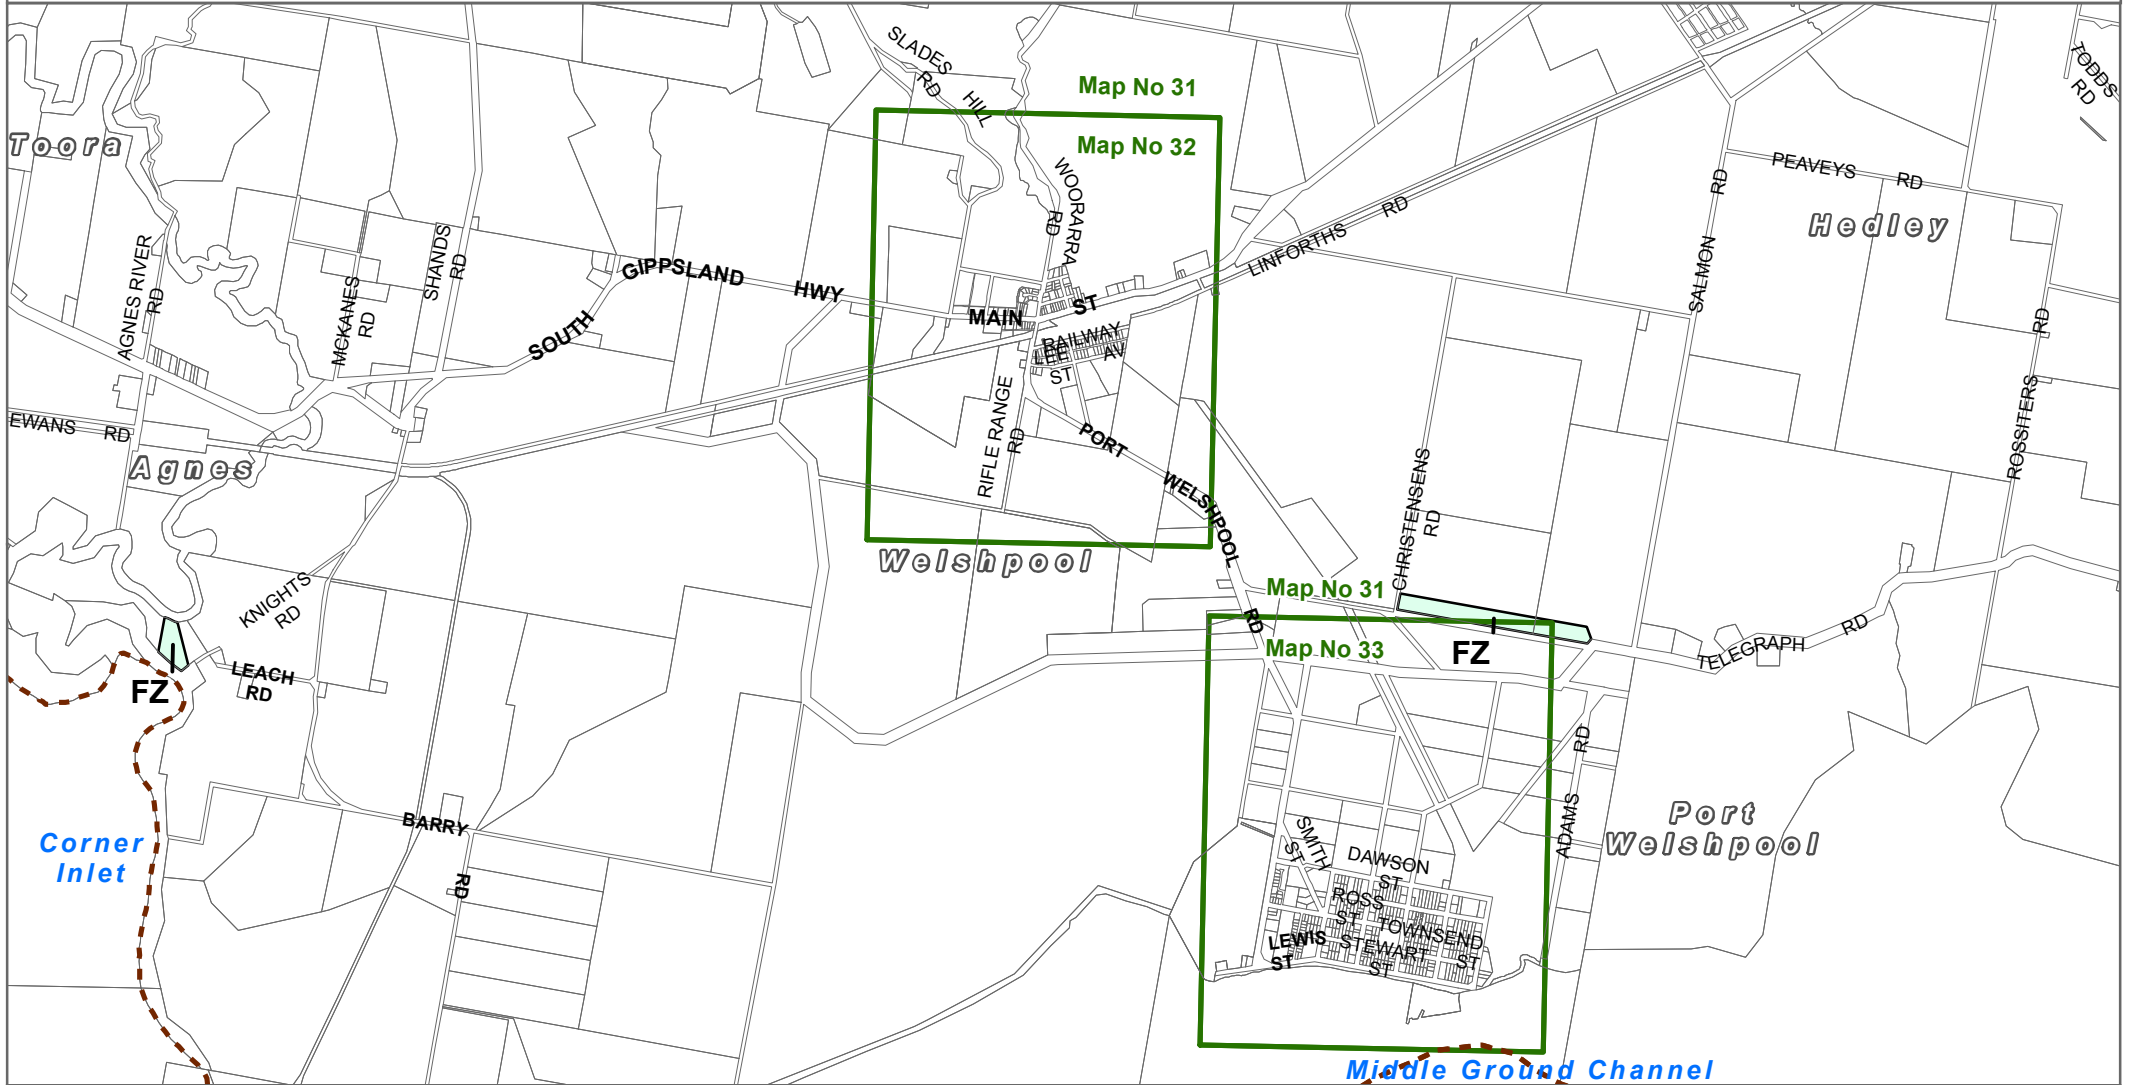 SLADES
HILL
RD
Map No 31
Map No 32
TODDS
RD
Toora
WOORARRA
RD
PEAVEYS RD
Hedley
AGNES RIVER
RD
MCKANES
RD
SHANDS
RD
SOUTH GIPPSLAND HWY
MAIN ST
LINFORTHS RD
SALMON RD
ROSSITERS RD
RAILWAY
AV
LEE
ST
EWANS RD
Agnes
RIFLE RANGE
RD
PORT WELSHPOOL RD
CHRISTENSENS
RD
Welshpool
KNIGHTS
RD
Map No 31
Map No 33
FZ
TELEGRAPH RD
LEACH
RD
FZ
ADAMS RD
Port
Welshpool
Corner
Inlet
BARRY RD
SMITH
ST
DAWSON
ST
ROSS
ST
TOWNSEND
ST
STEWART
ST
LEWIS
ST
Middle Ground Channel